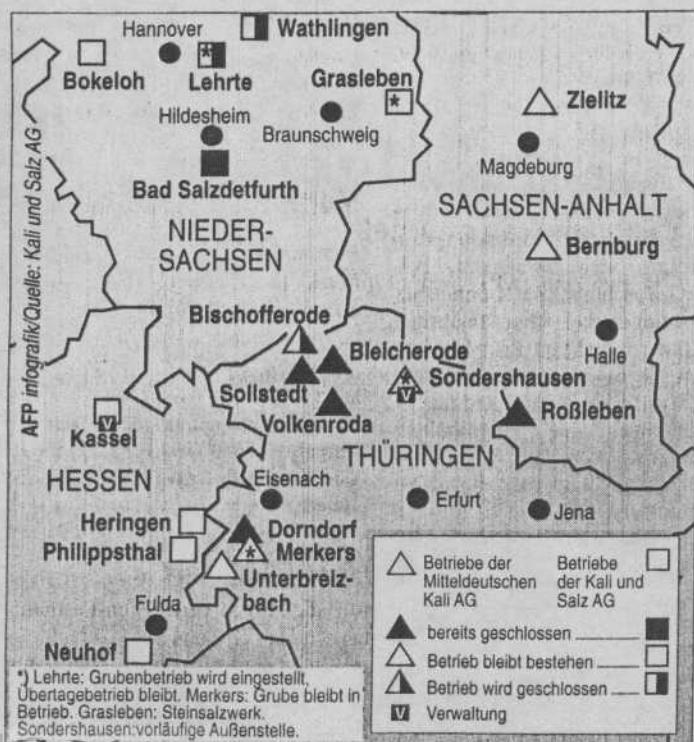 Hannover
Wathlingen
Bokeloh
*
Lehrte
Grasleben
*
Zielitz
Hildesheim
Braunschweig
Magdeburg
Bad Salzdetfurth
NIEDER-
SACHSEN
SACHSEN-ANHALT
Bernburg
Bischofferode
Bleicherode
Halle
Sollstedt
*
V
Sondershausen
Volkenroda
Roßleben
V
Kassel
HESSEN
THÜRINGEN
Eisenach
Erfurt
Jena
Heringen
Dorndorf
Philippsthal
*
Merkers
Unterbreiz-
bach
Fulda
Neuhof
AFP infografik/Quelle: Kali und Salz AG
Betriebe der
Mitteldeutschen
Kali AG
Betriebe
der Kali und
Salz AG
bereits geschlossen
Betrieb bleibt bestehen
Betrieb wird geschlossen
V Verwaltung
*) Lehrte: Grubenbetrieb wird eingestellt,
Übertagebetrieb bleibt. Merkers: Grube bleibt in
Betrieb. Grasleben: Steinsalzwerk.
Sondershausen:vorläufige Außenstelle.